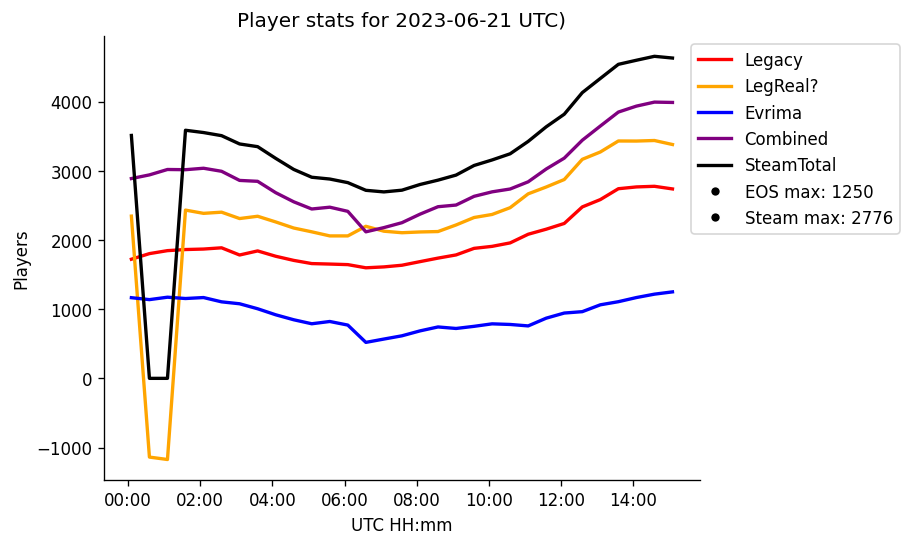 Player stats for 2023-06-21 UTC)
Legacy
LegReal?
Evrima
Combined
SteamTotal
EOS max: 1250
Steam max: 2776
Players
4000
3000
2000
1000
0
−1000
00:00 02:00 04:00 06:00 08:00 10:00 12:00 14:00
UTC HH:mm